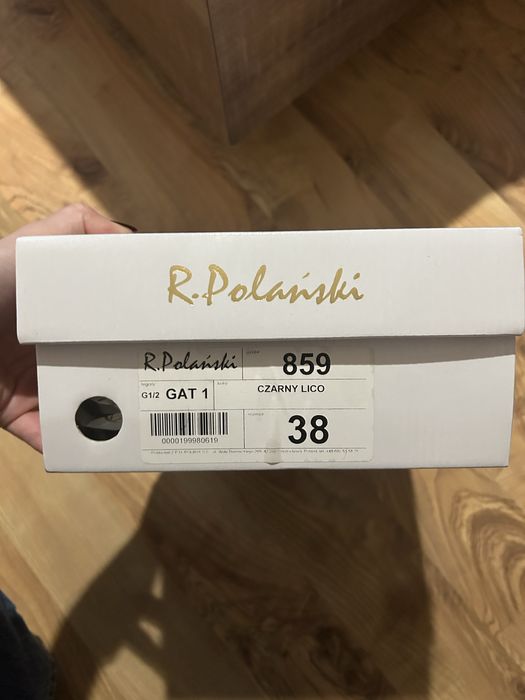 R.Polański
R.Polański
859
G1/2 GAT 1
CZARNY LICO
0000199980619
38